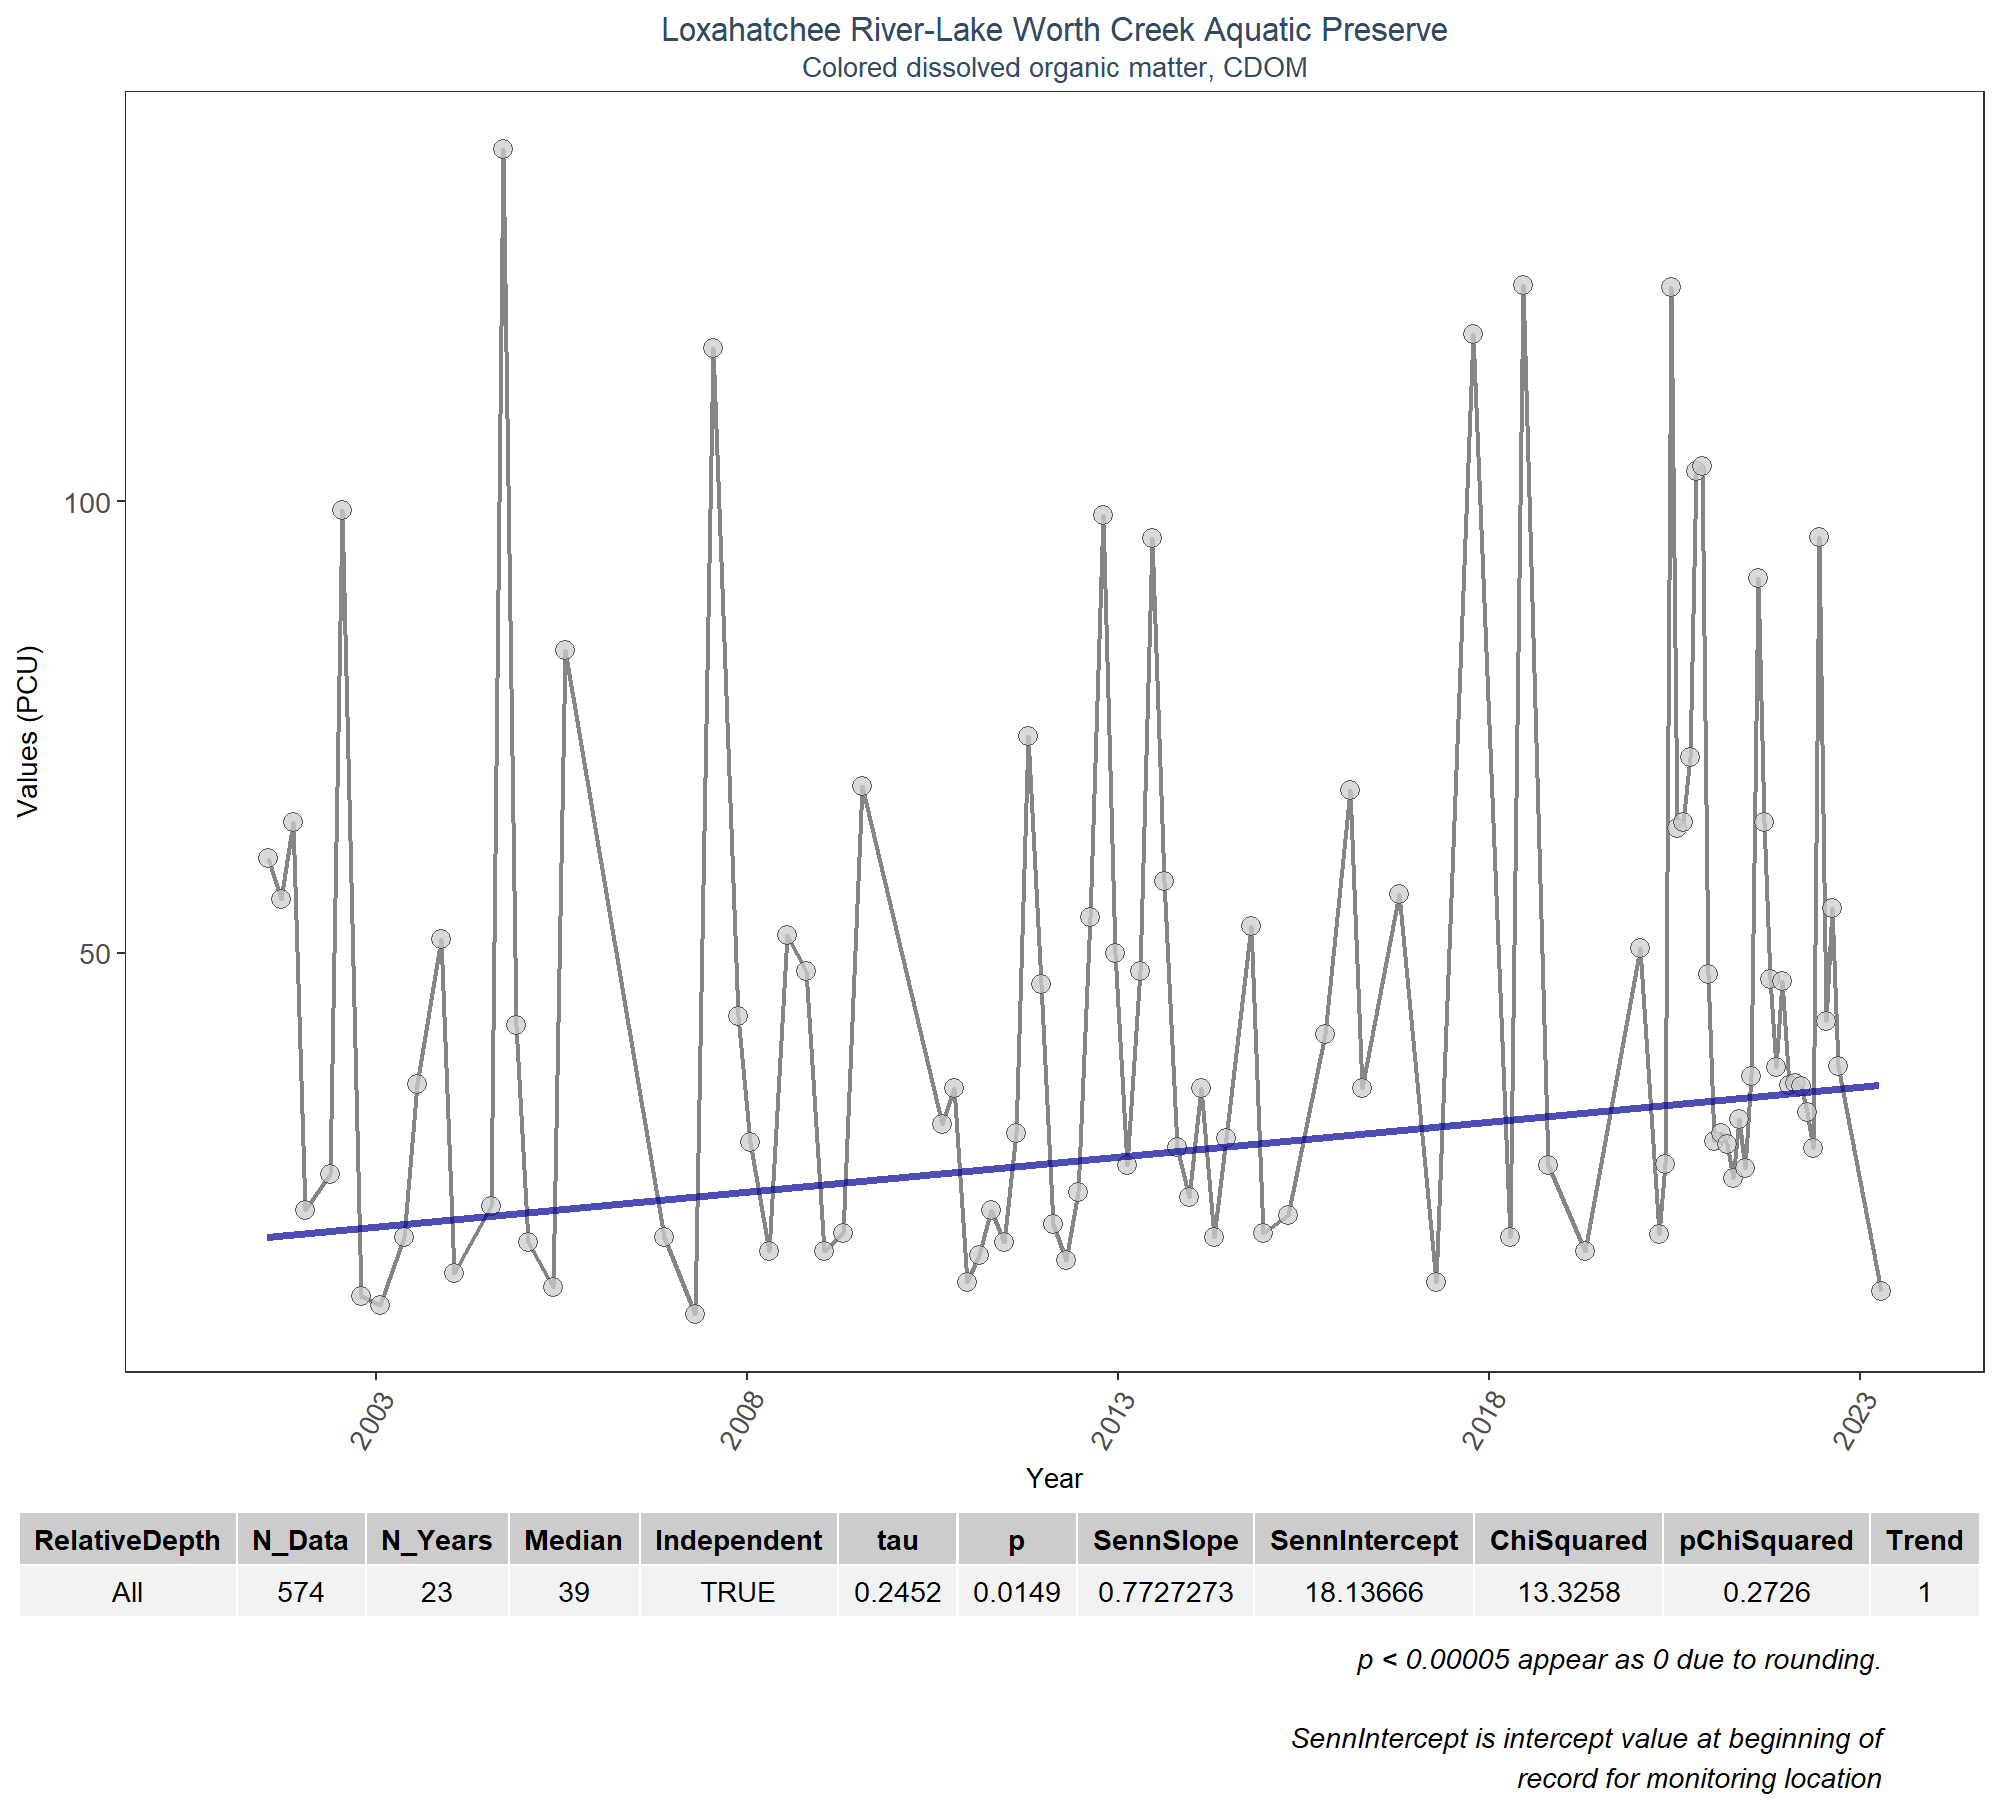 Loxahatchee River-Lake Worth Creek Aquatic Preserve
Colored dissolved organic matter, CDOM
Values (PCU)
100
50
2003 2008 2013 2018 2023
Year
RelativeDepth N_Data N_Years Median Independent tau p SennSlope SennIntercept ChiSquared pChiSquared Trend
All 574 23 39 TRUE 0.2452 0.0149 0.7727273 18.13666 13.3258 0.2726 1
p < 0.00005 appear as 0 due to rounding.
SennIntercept is intercept value at beginning of
record for monitoring location